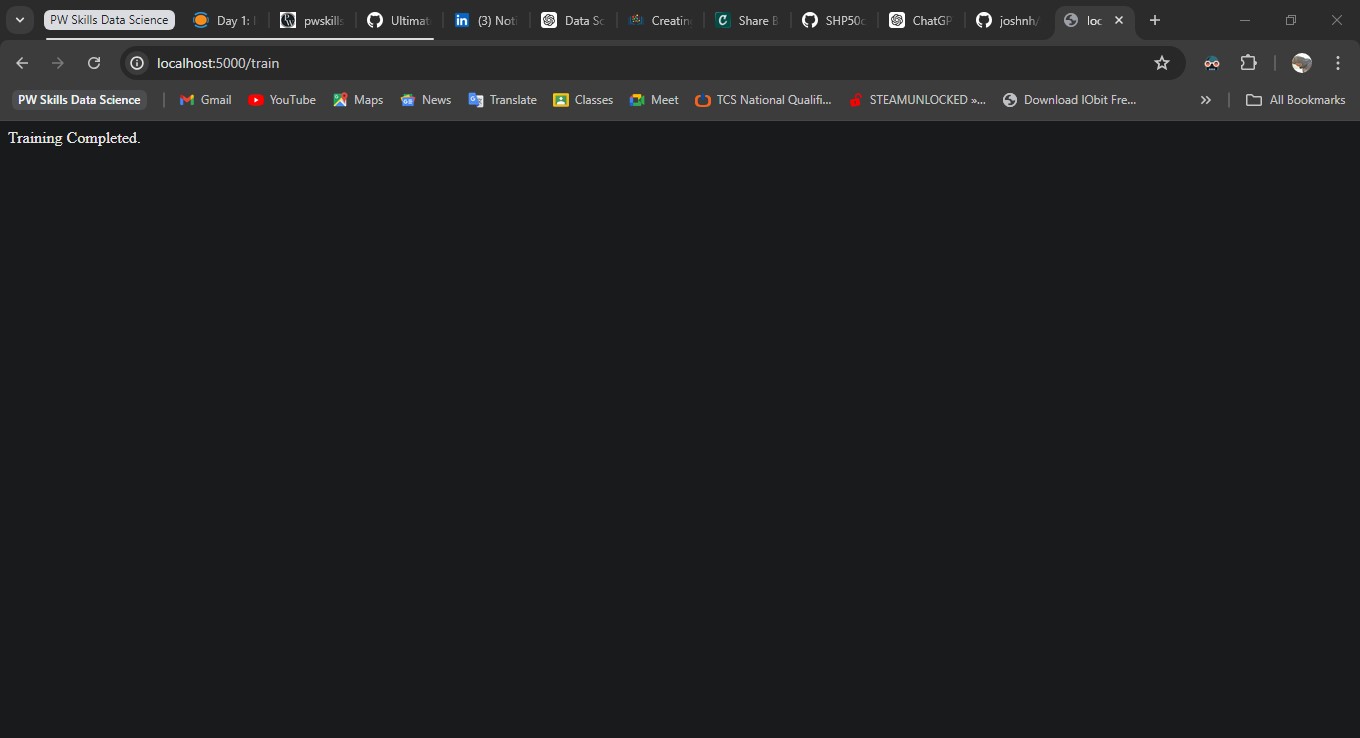 PW Skills Data Science Day 1: pwskills Ultimat (3) Noti Data Sc Creatin Share B SHP50 ChatGP joshnh/ loc
localhost:5000/train
PW Skills Data Science Gmail YouTube Maps News Translate Classes Meet TCS National Qualifi... STEAMUNLOCKED »... Download IObit Fre... All Bookmarks
Training Completed.